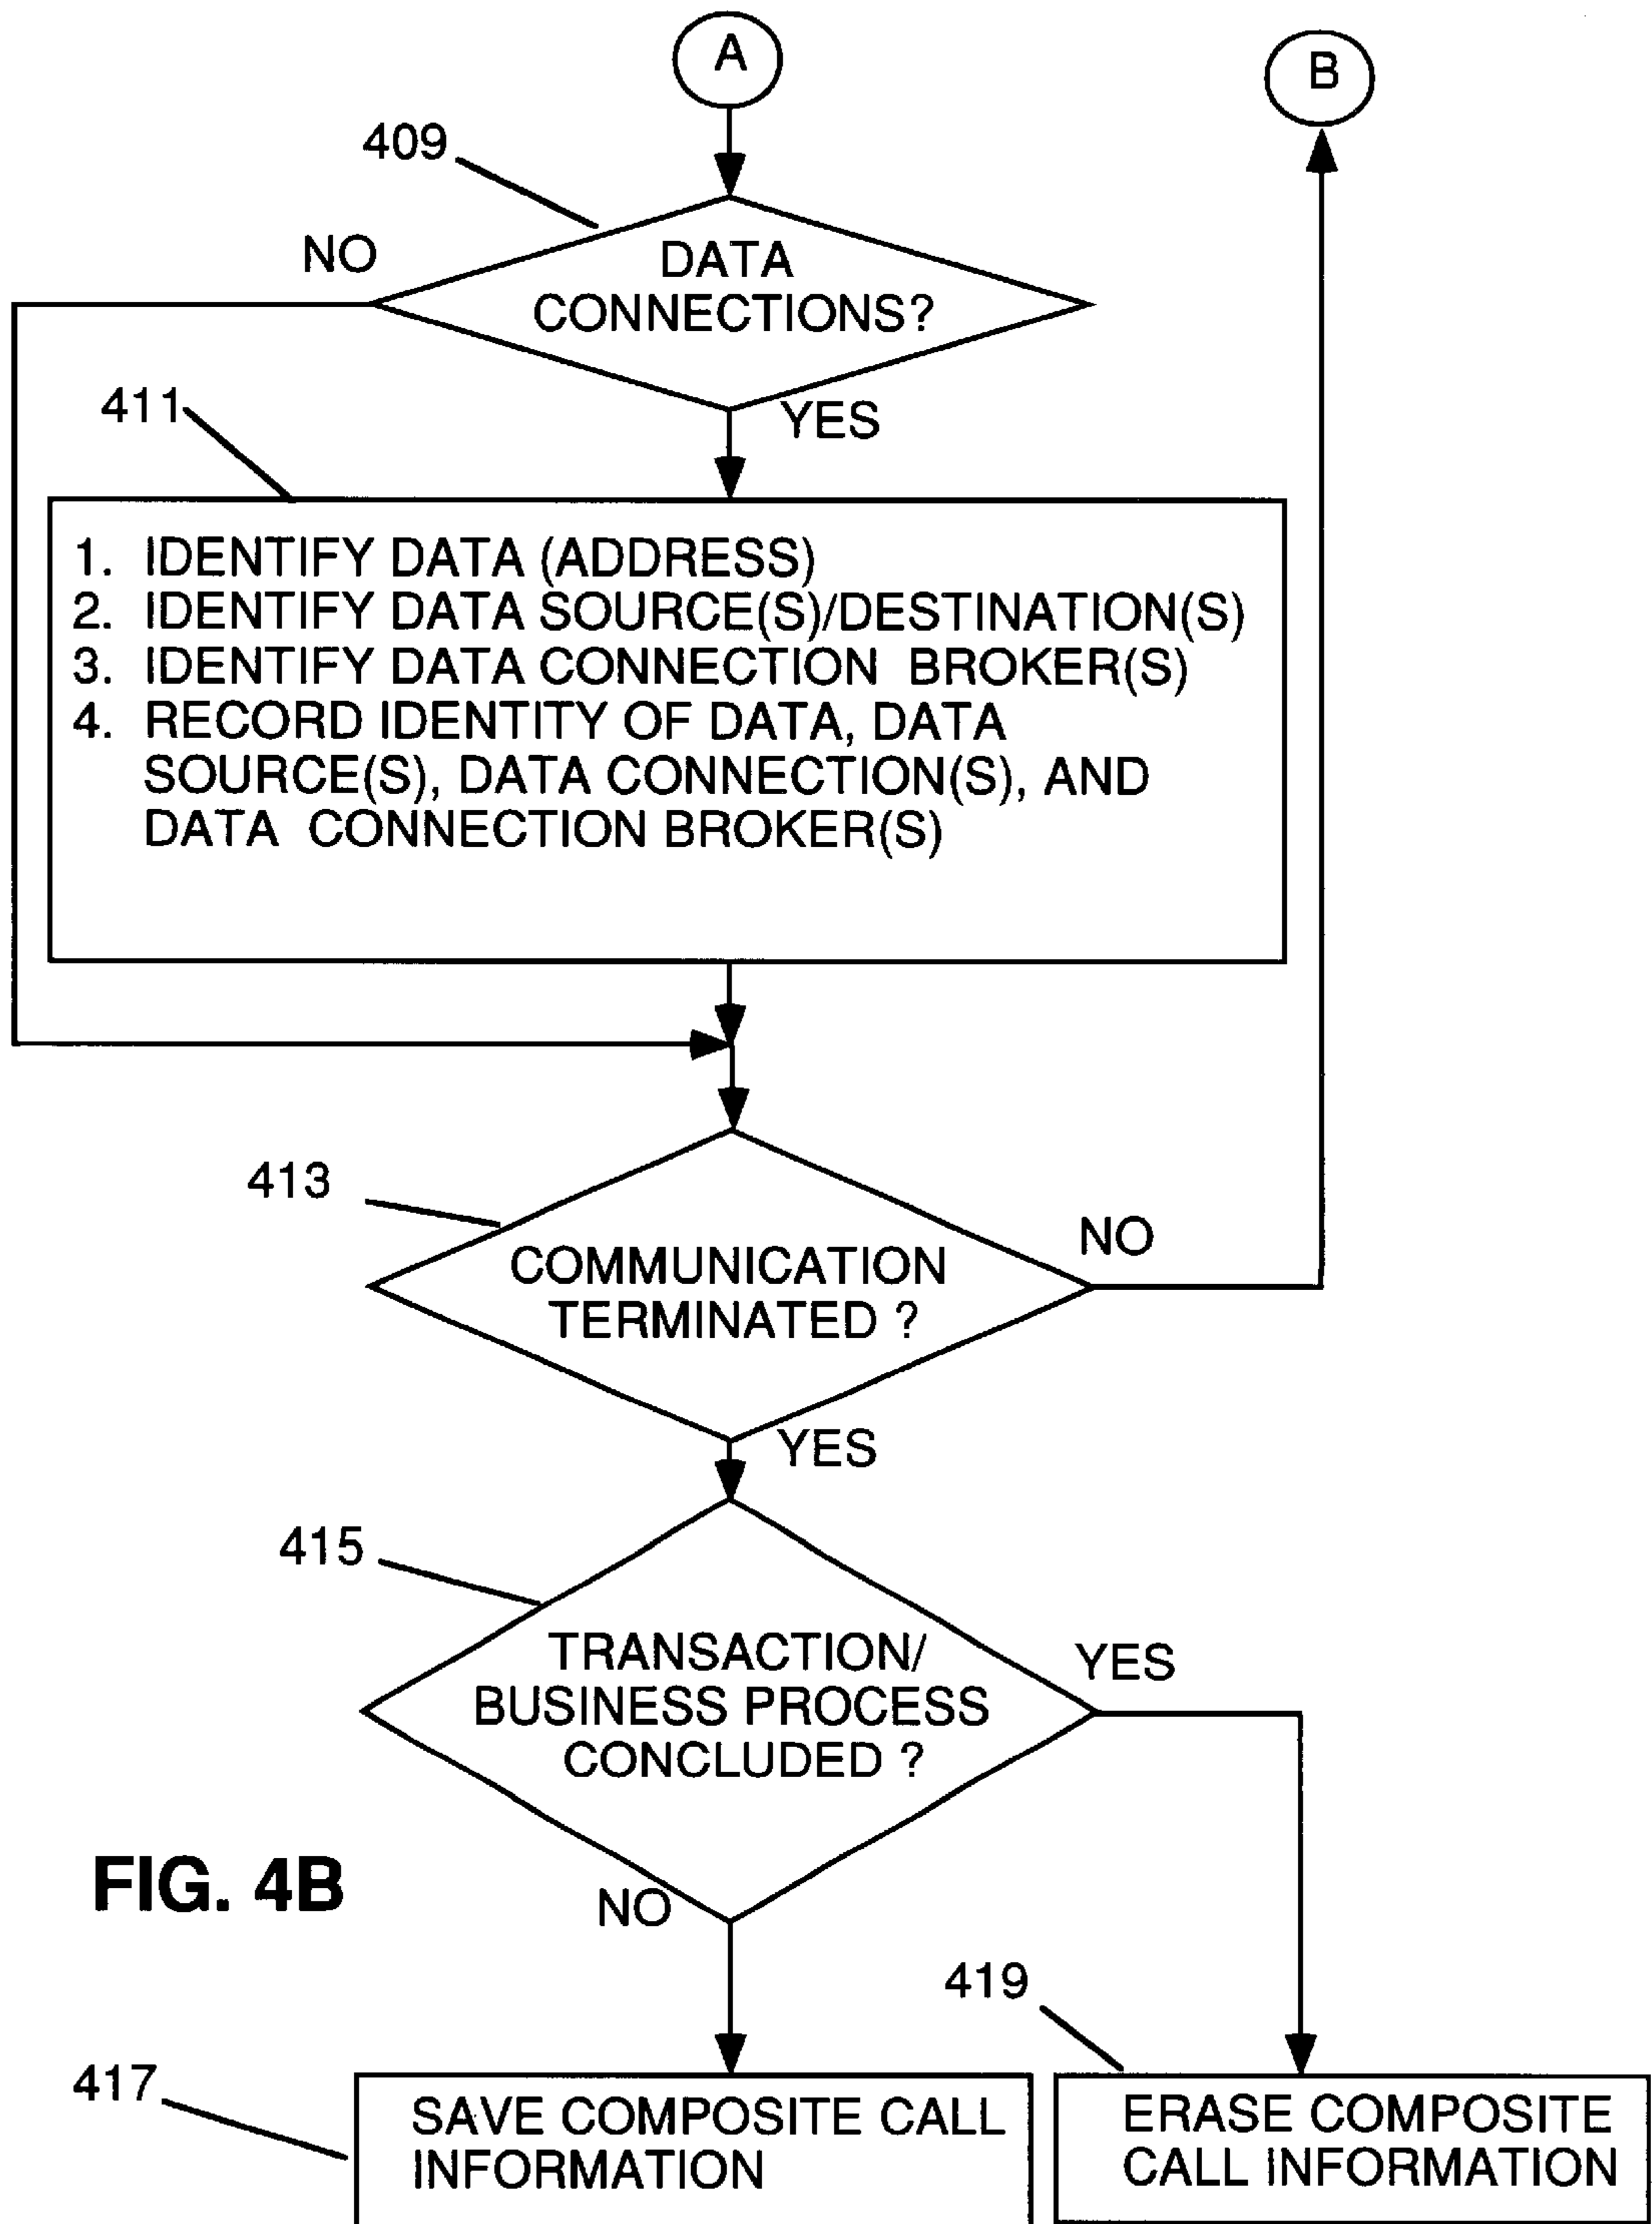 A
B
409
NO
DATA
CONNECTIONS?
411
YES
1. IDENTIFY DATA (ADDRESS)
2. IDENTIFY DATA SOURCE(S)/DESTINATION(S)
3. IDENTIFY DATA CONNECTION BROKER(S)
4. RECORD IDENTITY OF DATA, DATA
SOURCE(S), DATA CONNECTION(S), AND
DATA CONNECTION BROKER(S)
413
NO
COMMUNICATION
TERMINATED ?
YES
415
TRANSACTION/
BUSINESS PROCESS
CONCLUDED ?
YES
FIG. 4B
NO
419
417
SAVE COMPOSITE CALL
INFORMATION
ERASE COMPOSITE
CALL INFORMATION